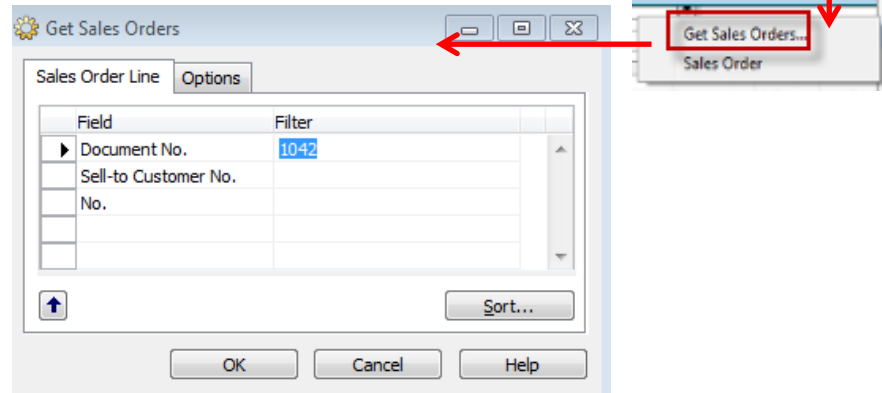 Get Sales Orders
Get Sales Orders...
Sales Order
Sales Order Line Options
Field Filter
Document No. 1042
Sell-to Customer No.
No.
Sort...
OK Cancel Help